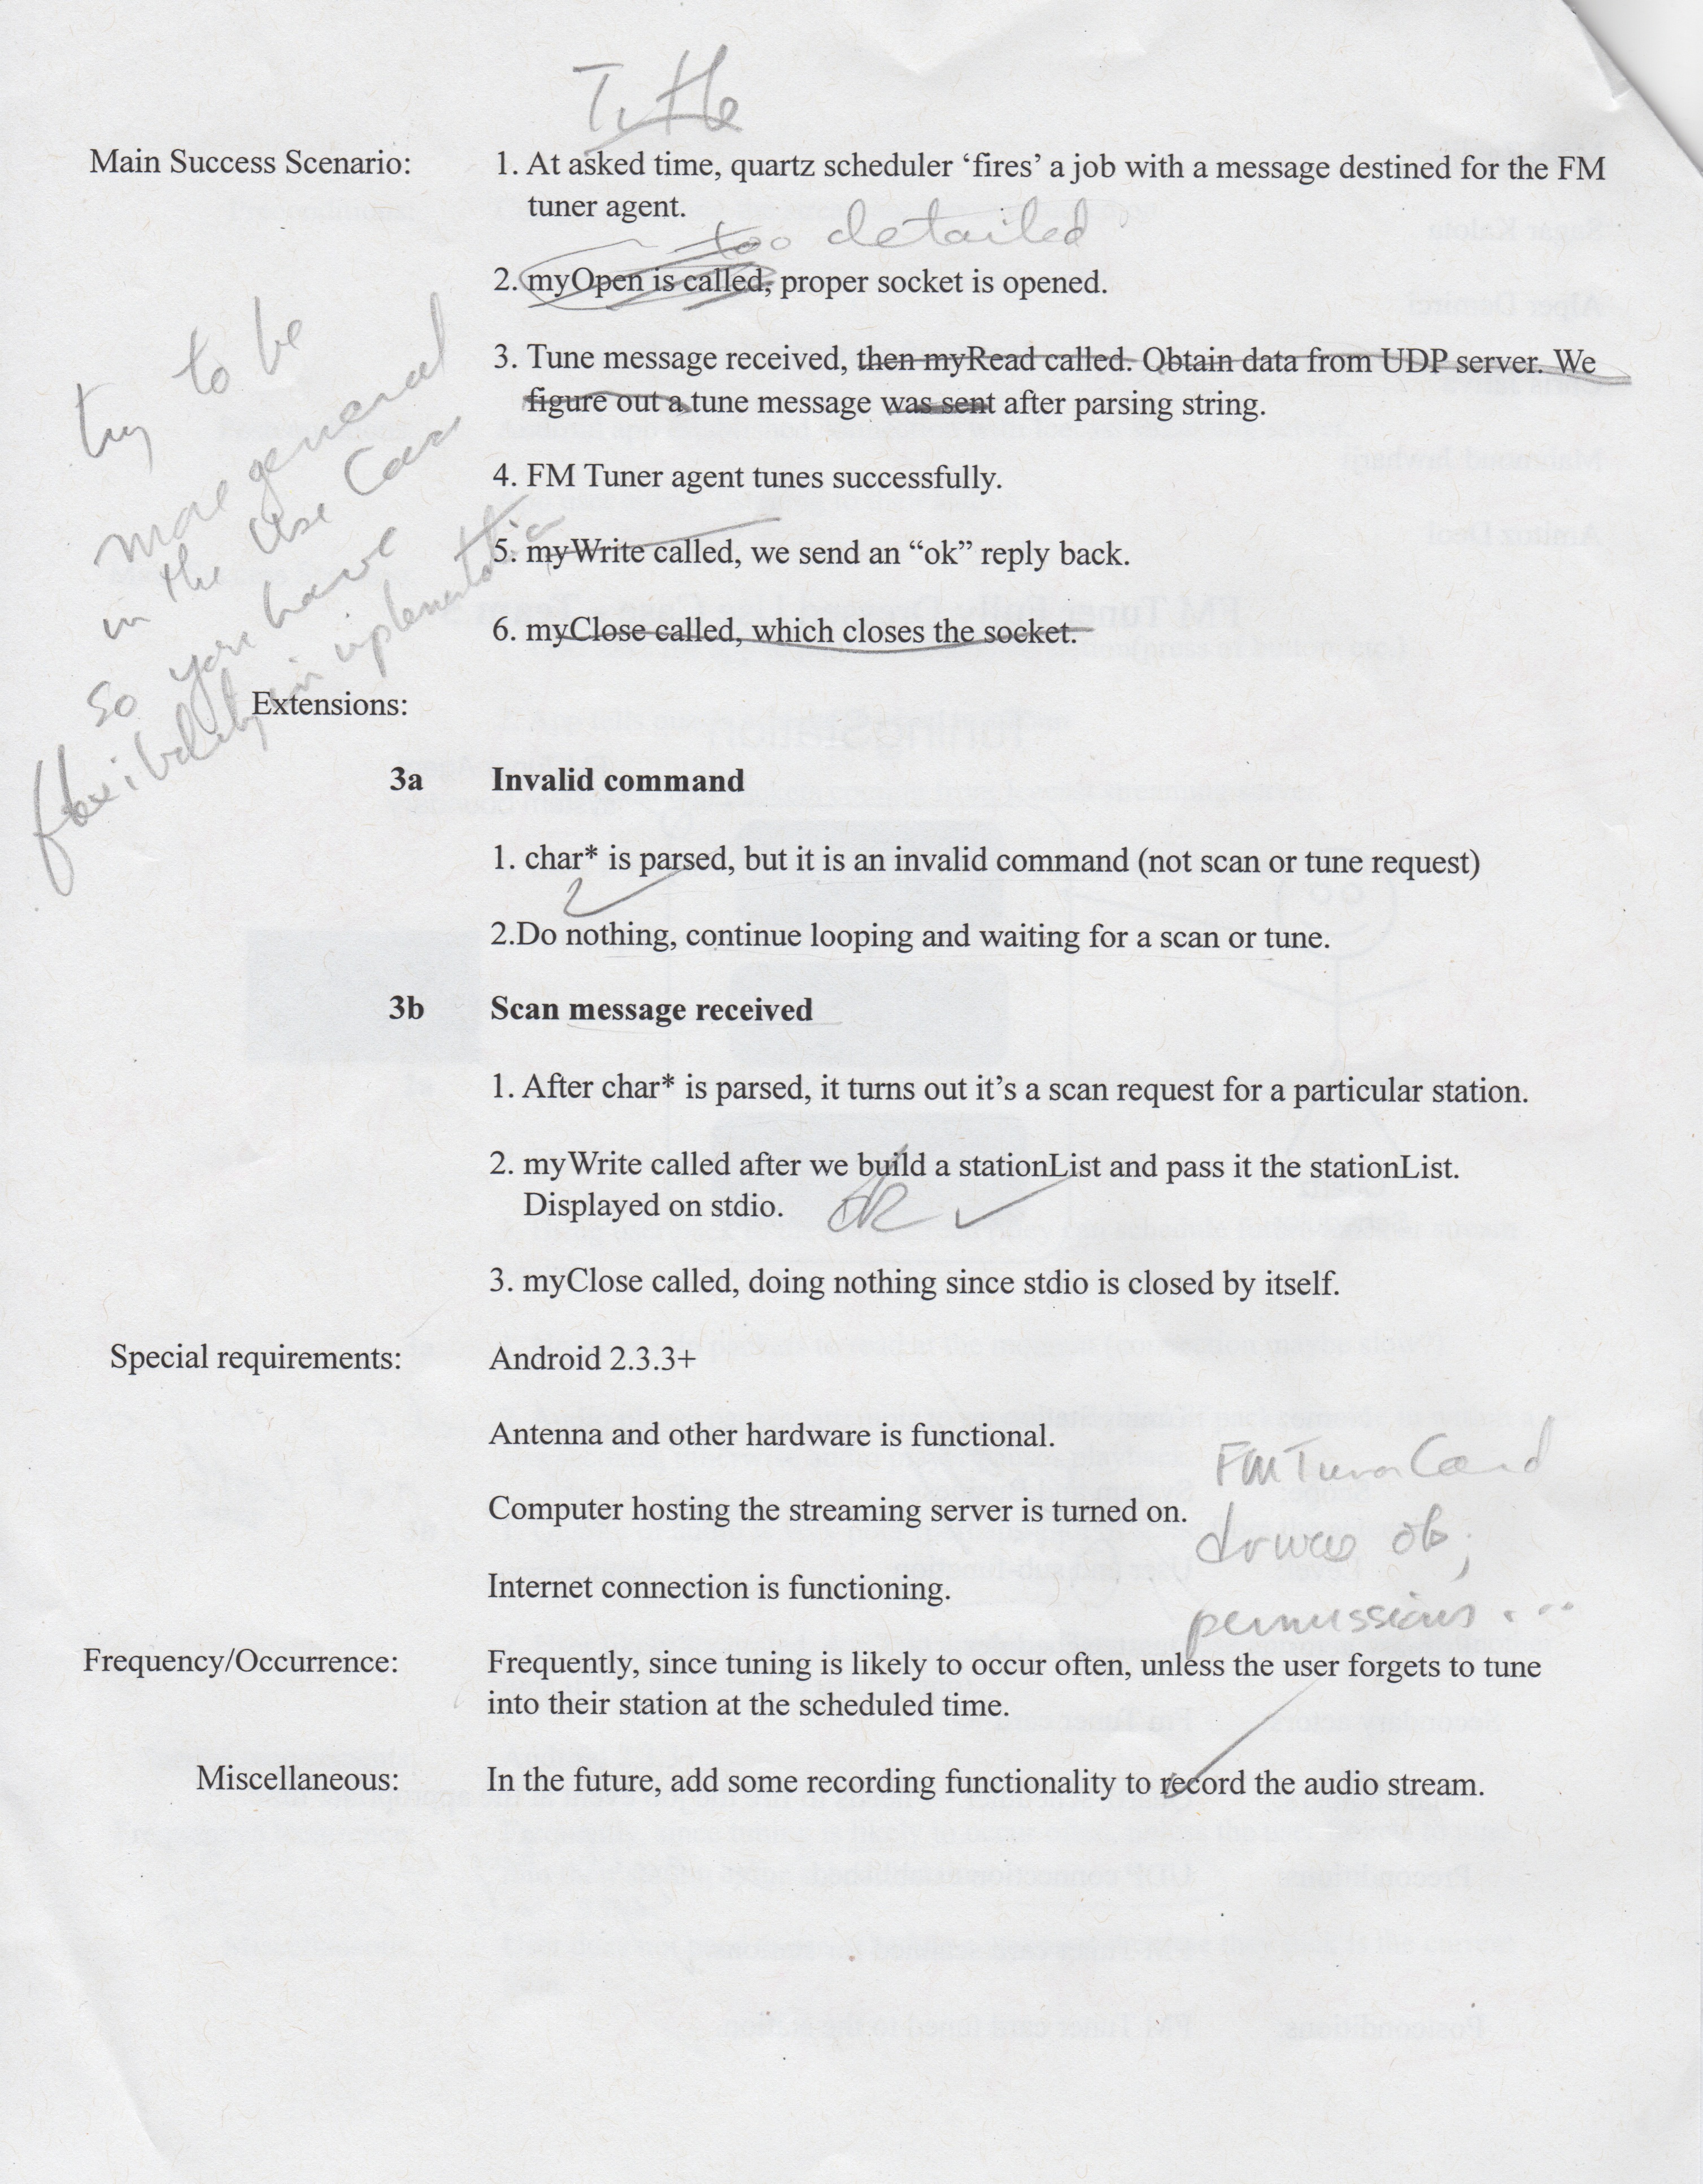 Title
Main Success Scenario: 1. At asked time, quartz scheduler ‘fires’ a job with a message destined for the FM
tuner agent.
too detailed
2. myOpen is called, proper socket is opened.
3. Tune message received, then myRead called. Obtain data from UDP server. We
figure out a tune message was sent after parsing string.
4. FM Tuner agent tunes successfully.
5. myWrite called, we send an “ok” reply back.
6. myClose called, which closes the socket.
try to be
more general
in the Use Case
so you have
flexibility in implementation
Extensions:
3a Invalid command
1. char* is parsed, but it is an invalid command (not scan or tune request)
2.Do nothing, continue looping and waiting for a scan or tune.
3b Scan message received
1. After char* is parsed, it turns out it’s a scan request for a particular station.
2. myWrite called after we build a stationList and pass it the stationList.
Displayed on stdio.
ok
3. myClose called, doing nothing since stdio is closed by itself.
Special requirements: Android 2.3.3+
Antenna and other hardware is functional.
FM Tuner Card
Computer hosting the streaming server is turned on.
ok;
Internet connection is functioning.
permissions...
Frequency/Occurrence: Frequently, since tuning is likely to occur often, unless the user forgets to tune
into their station at the scheduled time.
Miscellaneous: In the future, add some recording functionality to record the audio stream.